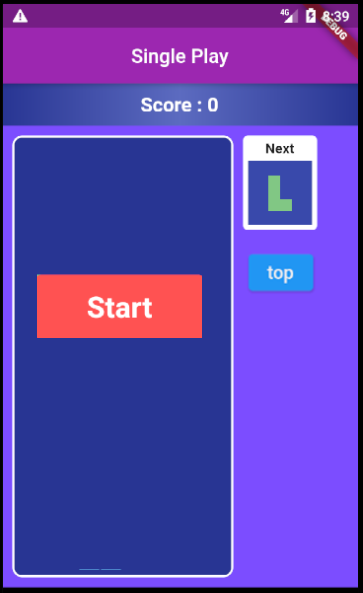 4G 8:39
DEBUG
Single Play
Score : 0
Next
top
Start